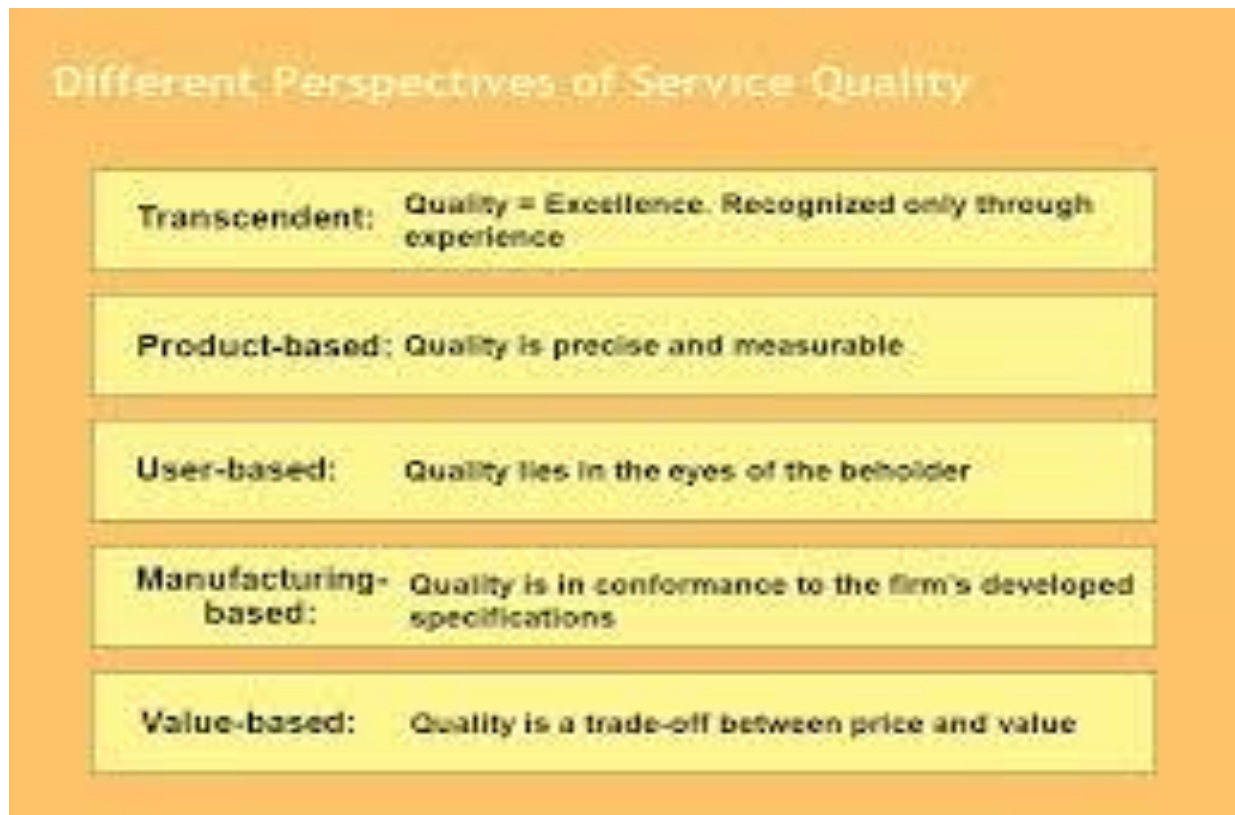 Different Perspectives of Service Quality
Transcendent: Quality = Excellence. Recognized only through
experience
Product-based: Quality is precise and measurable
User-based: Quality lies in the eyes of the beholder
Manufacturing- Quality is in conformance to the firm's developed
based: specifications
Value-based: Quality is a trade-off between price and value